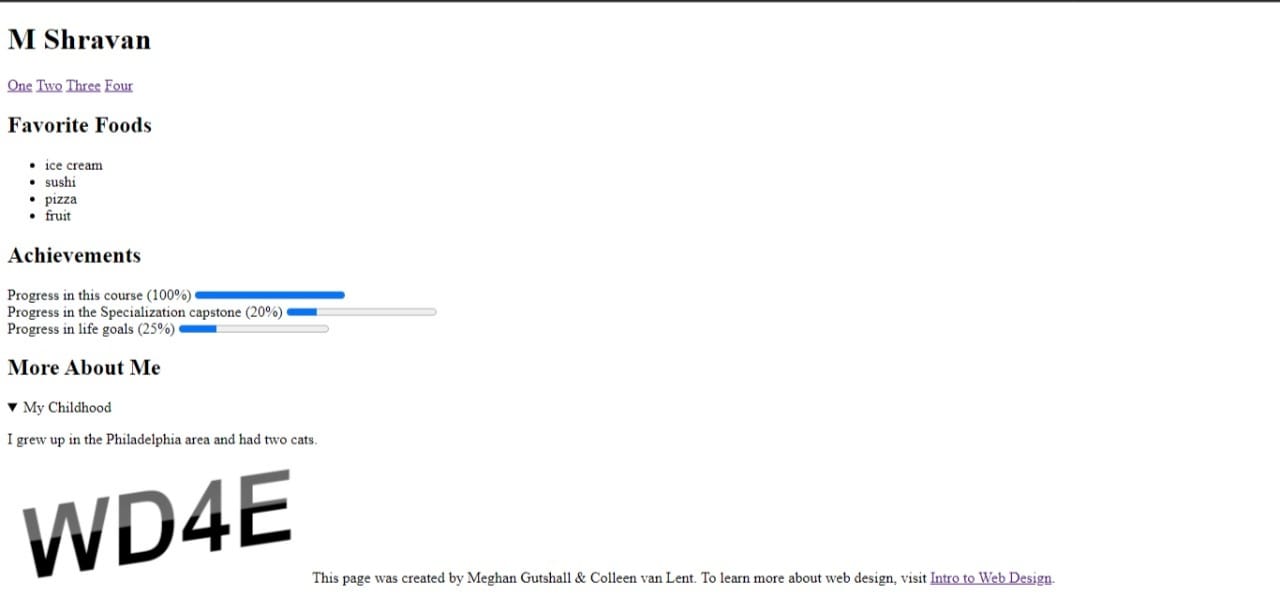 M Shravan
One Two Three Four
Favorite Foods
ice cream
sushi
pizza
fruit
Achievements
Progress in this course (100%)
Progress in the Specialization capstone (20%)
Progress in life goals (25%)
More About Me
My Childhood
I grew up in the Philadelphia area and had two cats.
WD4E
This page was created by Meghan Gutshall & Colleen van Lent. To learn more about web design, visit Intro to Web Design.